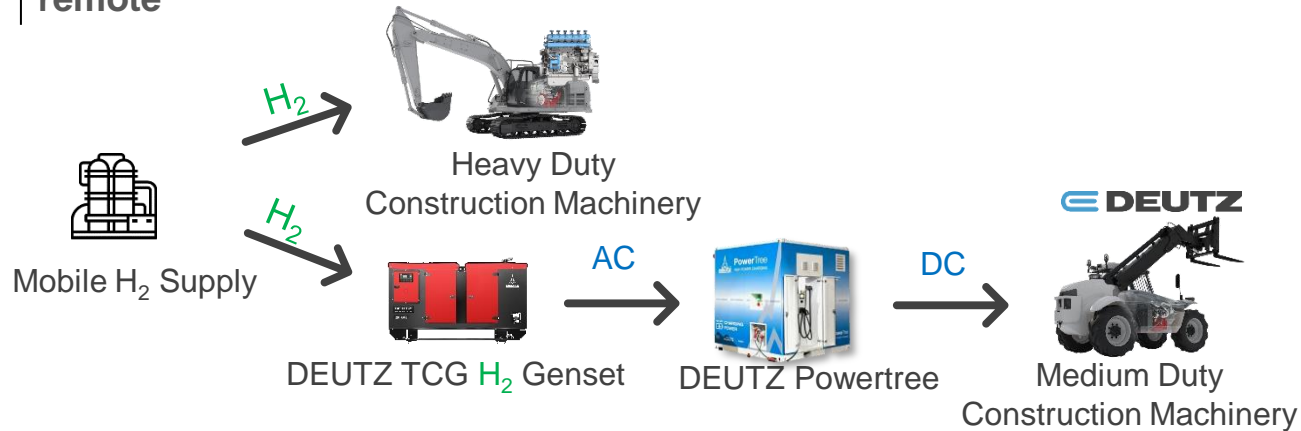 remote
H₂
Heavy Duty
Construction Machinery
H₂
Mobile H₂ Supply
DEUTZ TCG H₂ Genset
AC
PowerTree
DEUTZ Powertree
DC
DEUTZ
Medium Duty
Construction Machinery